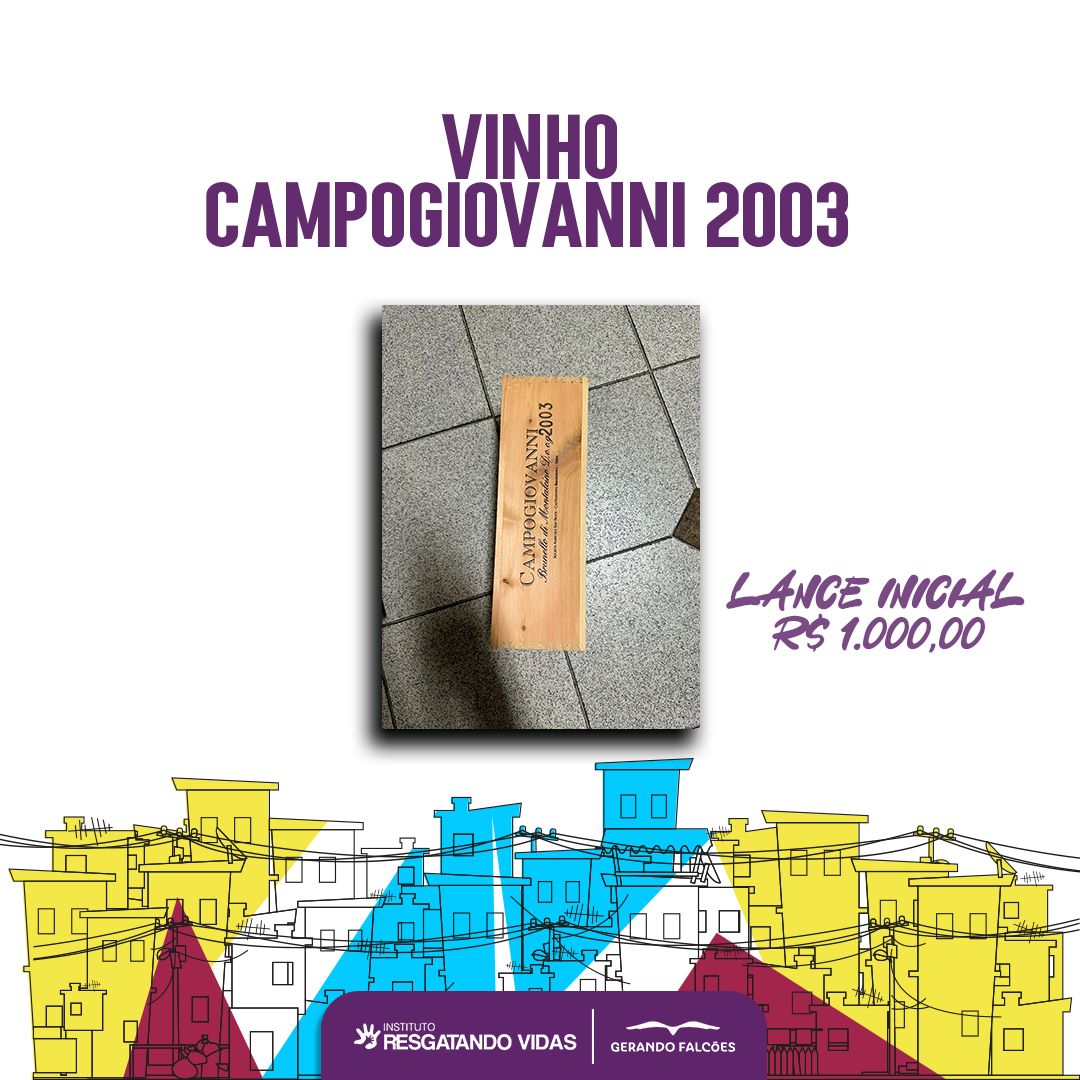 VINHO
CAMPOGIOVANNI 2003
CAMPOGIOVANNI 2003
Brunello di Montalcino D.o.c.g.
LANCE INICIAL
R$ 1.000,00
INSTITUTO
RESGATANDO VIDAS
GERANDO FALCÕES